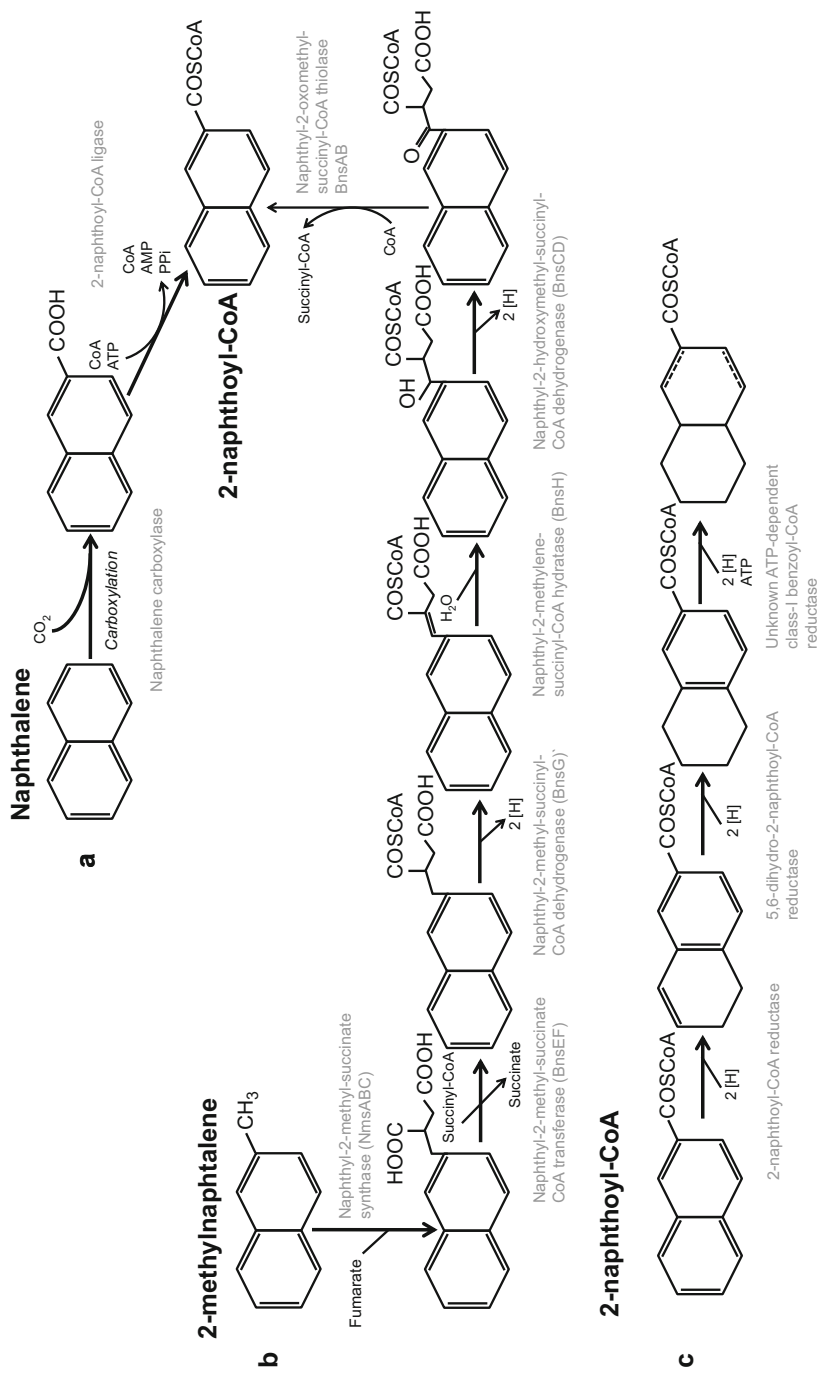 a
Naphthalene
CO2
Carboxylation
Naphthalene carboxylase
COOH
CoA
ATP
CoA
AMP
PPi
2-naphthoyl-CoA ligase
2-naphthoyl-CoA
COSCoA
b
2-methylnaphtalene
CH3
Fumarate
Naphthyl-2-methyl-succinate
synthase (NmsABC)
HOOC
COOH
Succinyl-CoA
Succinate
Naphthyl-2-methyl-succinate
CoA transferase (BnsEF)
COSCoA
COOH
2 [H]
Naphthyl-2-methyl-succinyl-
CoA dehydrogenase (BnsG)`
COSCoA
COOH
H2O
Naphthyl-2-methylene-
succinyl-CoA hydratase (BnsH)
COSCoA
COOH
OH
2 [H]
Naphthyl-2-hydroxymethyl-succinyl-
CoA dehydrogenase (BnsCD)
COSCoA
COOH
O
CoA
Succinyl-CoA
Naphthyl-2-oxomethyl-
succinyl-CoA thiolase
BnsAB
c
2-naphthoyl-CoA
COSCoA
2 [H]
2-naphthoyl-CoA reductase
COSCoA
2 [H]
5,6-dihydro-2-naphthoyl-CoA
reductase
COSCoA
2 [H]
ATP
Unknown ATP-dependent
class-I benzoyl-CoA
reductase
COSCoA